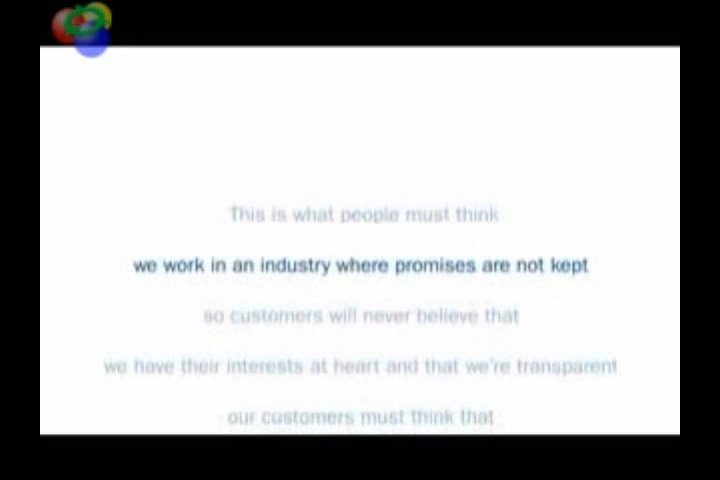 This is what people must think
we work in an industry where promises are not kept
so customers will never believe that
we have their interests at heart and that we're transparent
our customers must think that